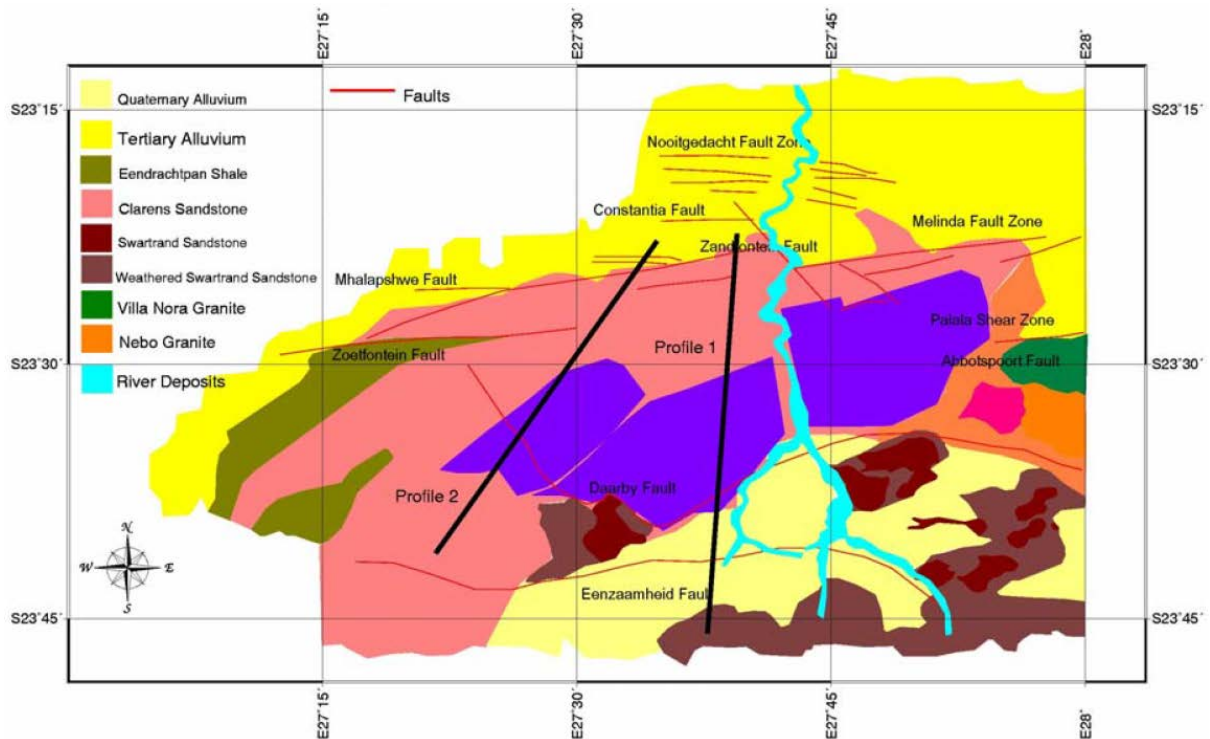 E27°15´
E27°30´
E27°45´
E28°
Quaternary Alluvium
Faults
S23°15´
S23°15´
Tertiary Alluvium
Nooitgedacht Fault Zone
Eendrachtpan Shale
Clarens Sandstone
Constantia Fault
Melinda Fault Zone
Swartrand Sandstone
Zandfontein Fault
Weathered Swartrand Sandstone
Mhalapshwe Fault
Villa Nora Granite
Palala Shear Zone
Nebo Granite
Zoetfontein Fault
Profile 1
Abbotspoort Fault
S23°30´
S23°30´
River Deposits
Daarby Fault
Profile 2
N
W
E
S
Eenzaamheid Faul
S23°45´
S23°45´
E27°15´
E27°30´
E27°45´
E28°